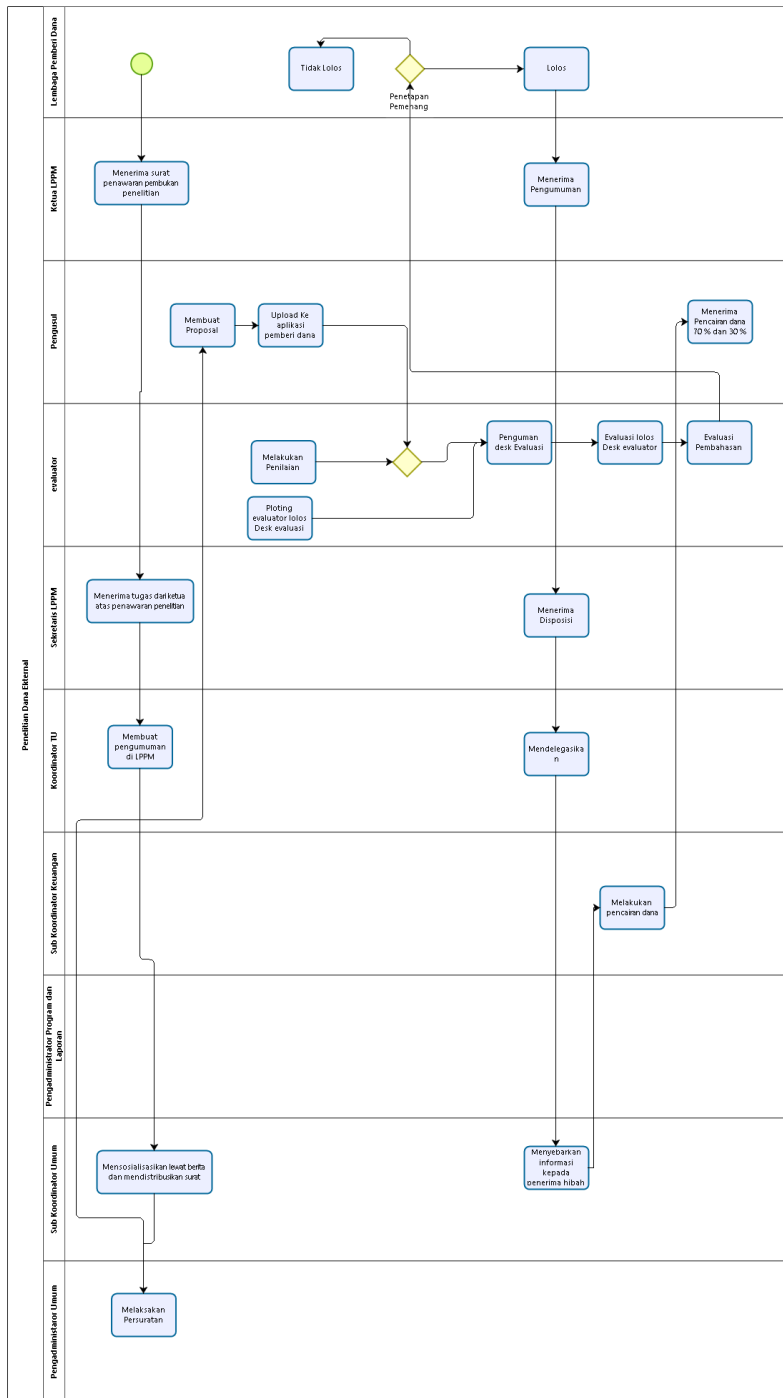 Penelitian Dana Ekternal
Lembaga Pemberi Dana
Tidak Lolos
Penetapan
Pemenang
Lolos
Ketua LPPM
Menerima surat
penawaran pembukan
penelitian
Menerima
Pengumuman
Pengusul
Membuat
Proposal
Upload Ke
aplikasi
pemberi dana
Menerima
Pencairan dana
70 % dan 30 %
evaluator
Melakukan
Penilaian
Ploting
evaluator lolos
Desk evaluasi
Penguman
desk Evaluasi
Evaluasi lolos
Desk evaluator
Evaluasi
Pembahasan
Sekretaris LPPM
Menerima tugas dari ketua
atas penawaran penelitian
Menerima
Disposisi
Koordinator TU
Membuat
pengumuman
di LPPM
Mendelegasika
n
Sub Koordinator Keuangan
Melakukan
pencairan dana
Pengadministrator Program dan
Laporan
Sub Koordinator Umum
Mensosialisasikan lewat berita
dan mendistribusikan surat
Menyebarkan
informasi
kepada
penerima hibah
Pengadministaror Umum
Melaksakan
Persuratan